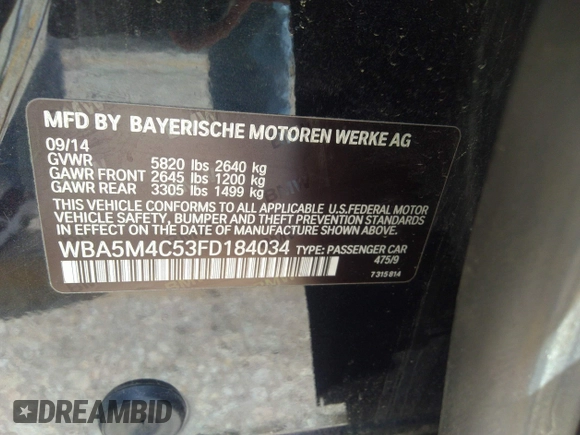 MFD BY BAYERISCHE MOTOREN WERKE AG
09/14
GVWR 5820 lbs 2640 kg
GAWR FRONT 2645 lbs 1200 kg
GAWR REAR 3305 lbs 1499 kg
THIS VEHICLE CONFORMS TO ALL APPLICABLE U.S.FEDERAL MOTOR
VEHICLE SAFETY, BUMPER AND THEFT PREVENTION STANDARDS
IN EFFECT ON THE DATE OF MANUFACTURE SHOWN ABOVE.
WBA5M4C53FD184034 TYPE: PASSENGER CAR
475/9
7315814
DREAMBID